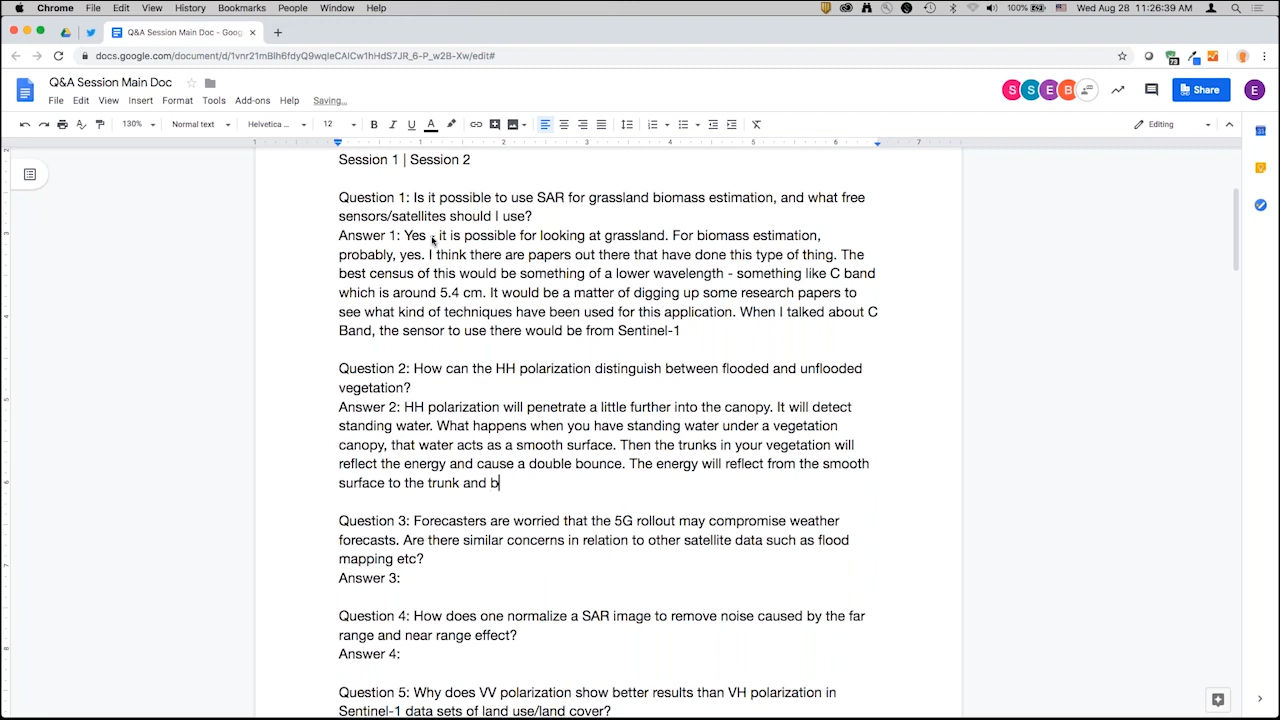 Chrome File Edit View History Bookmarks People Window Help 100% Wed Aug 28 11:26:39 AM
Q&A Session Main Doc - Goog
docs.google.com/document/d/1vnr21mBlh6fdyQ9wqIeCAlCw1hHdS7JR_6-P_w2B-Xw/edit#
Q&A Session Main Doc
S S E B Share E
File Edit View Insert Format Tools Add-ons Help Saving...
130% Normal text Helvetica ... 12 B I U A Editing
1 1 2 3 4 5 6 7
Session 1 | Session 2
Question 1: Is it possible to use SAR for grassland biomass estimation, and what free
sensors/satellites should I use?
Answer 1: Yes - it is possible for looking at grassland. For biomass estimation,
probably, yes. I think there are papers out there that have done this type of thing. The
best census of this would be something of a lower wavelength - something like C band
which is around 5.4 cm. It would be a matter of digging up some research papers to
see what kind of techniques have been used for this application. When I talked about C
Band, the sensor to use there would be from Sentinel-1
Question 2: How can the HH polarization distinguish between flooded and unflooded
vegetation?
Answer 2: HH polarization will penetrate a little further into the canopy. It will detect
standing water. What happens when you have standing water under a vegetation
canopy, that water acts as a smooth surface. Then the trunks in your vegetation will
reflect the energy and cause a double bounce. The energy will reflect from the smooth
surface to the trunk and b
Question 3: Forecasters are worried that the 5G rollout may compromise weather
forecasts. Are there similar concerns in relation to other satellite data such as flood
mapping etc?
Answer 3:
Question 4: How does one normalize a SAR image to remove noise caused by the far
range and near range effect?
Answer 4:
Question 5: Why does VV polarization show better results than VH polarization in
Sentinel-1 data sets of land use/land cover?